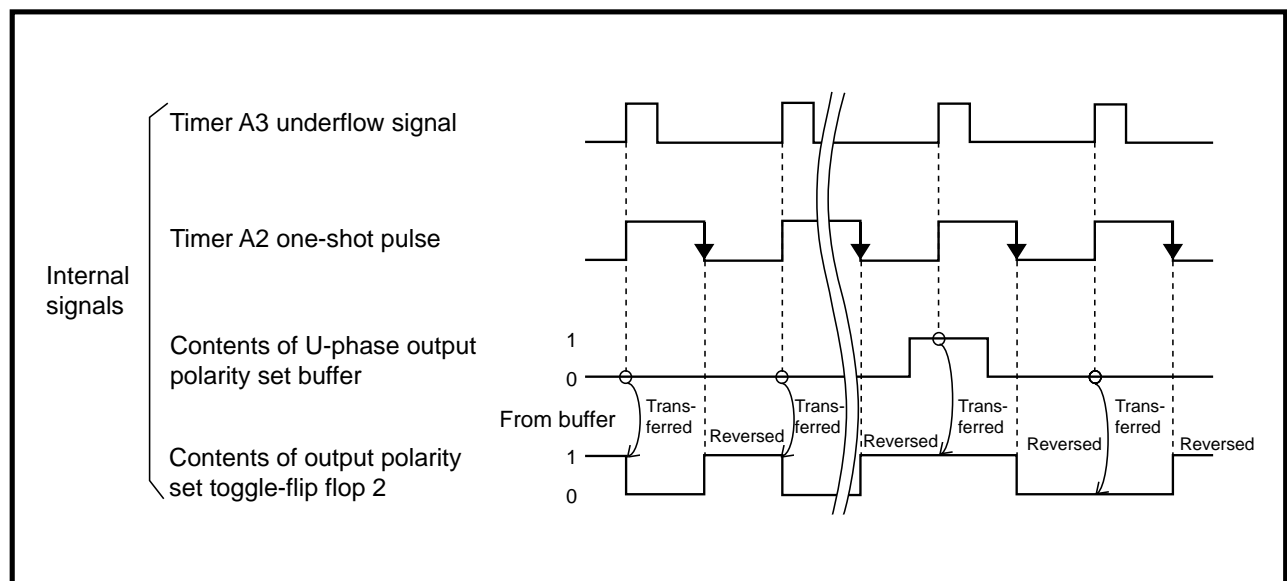 Timer A3 underflow signal
Timer A2 one-shot pulse
Internal
signals
Contents of U-phase output
polarity set buffer
1
0
From buffer
Trans-
ferred
Trans-
ferred
Trans-
ferred
Trans-
ferred
Reversed
Reversed
Reversed
Reversed
Contents of output polarity
set toggle-flip flop 2
1
0